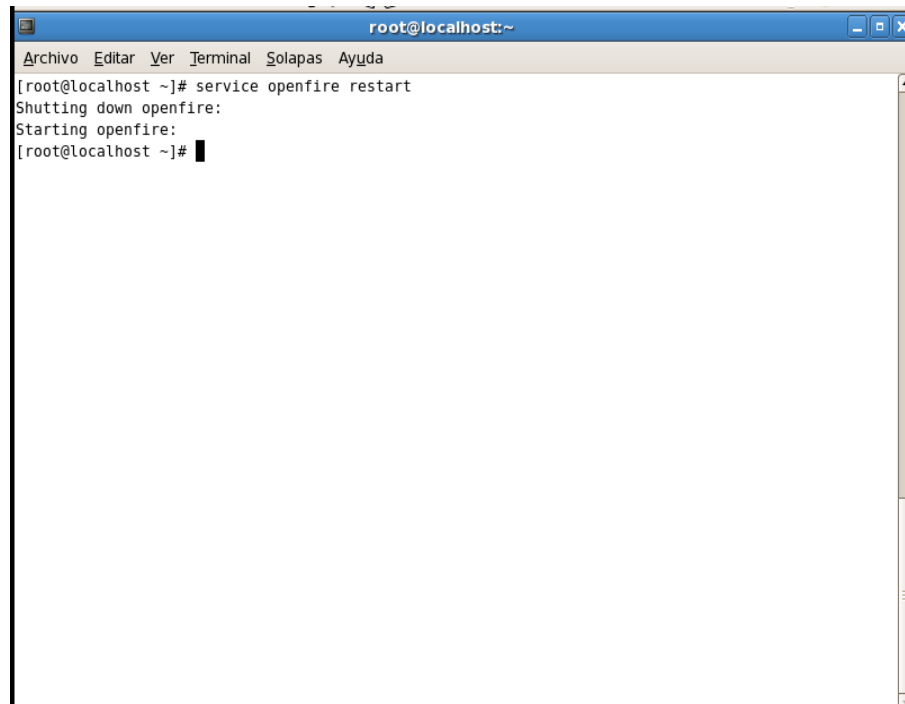 root@localhost:~
Archivo Editar Ver Terminal Solapas Ayuda
[root@localhost ~]# service openfire restart
Shutting down openfire:
Starting openfire:
[root@localhost ~]#